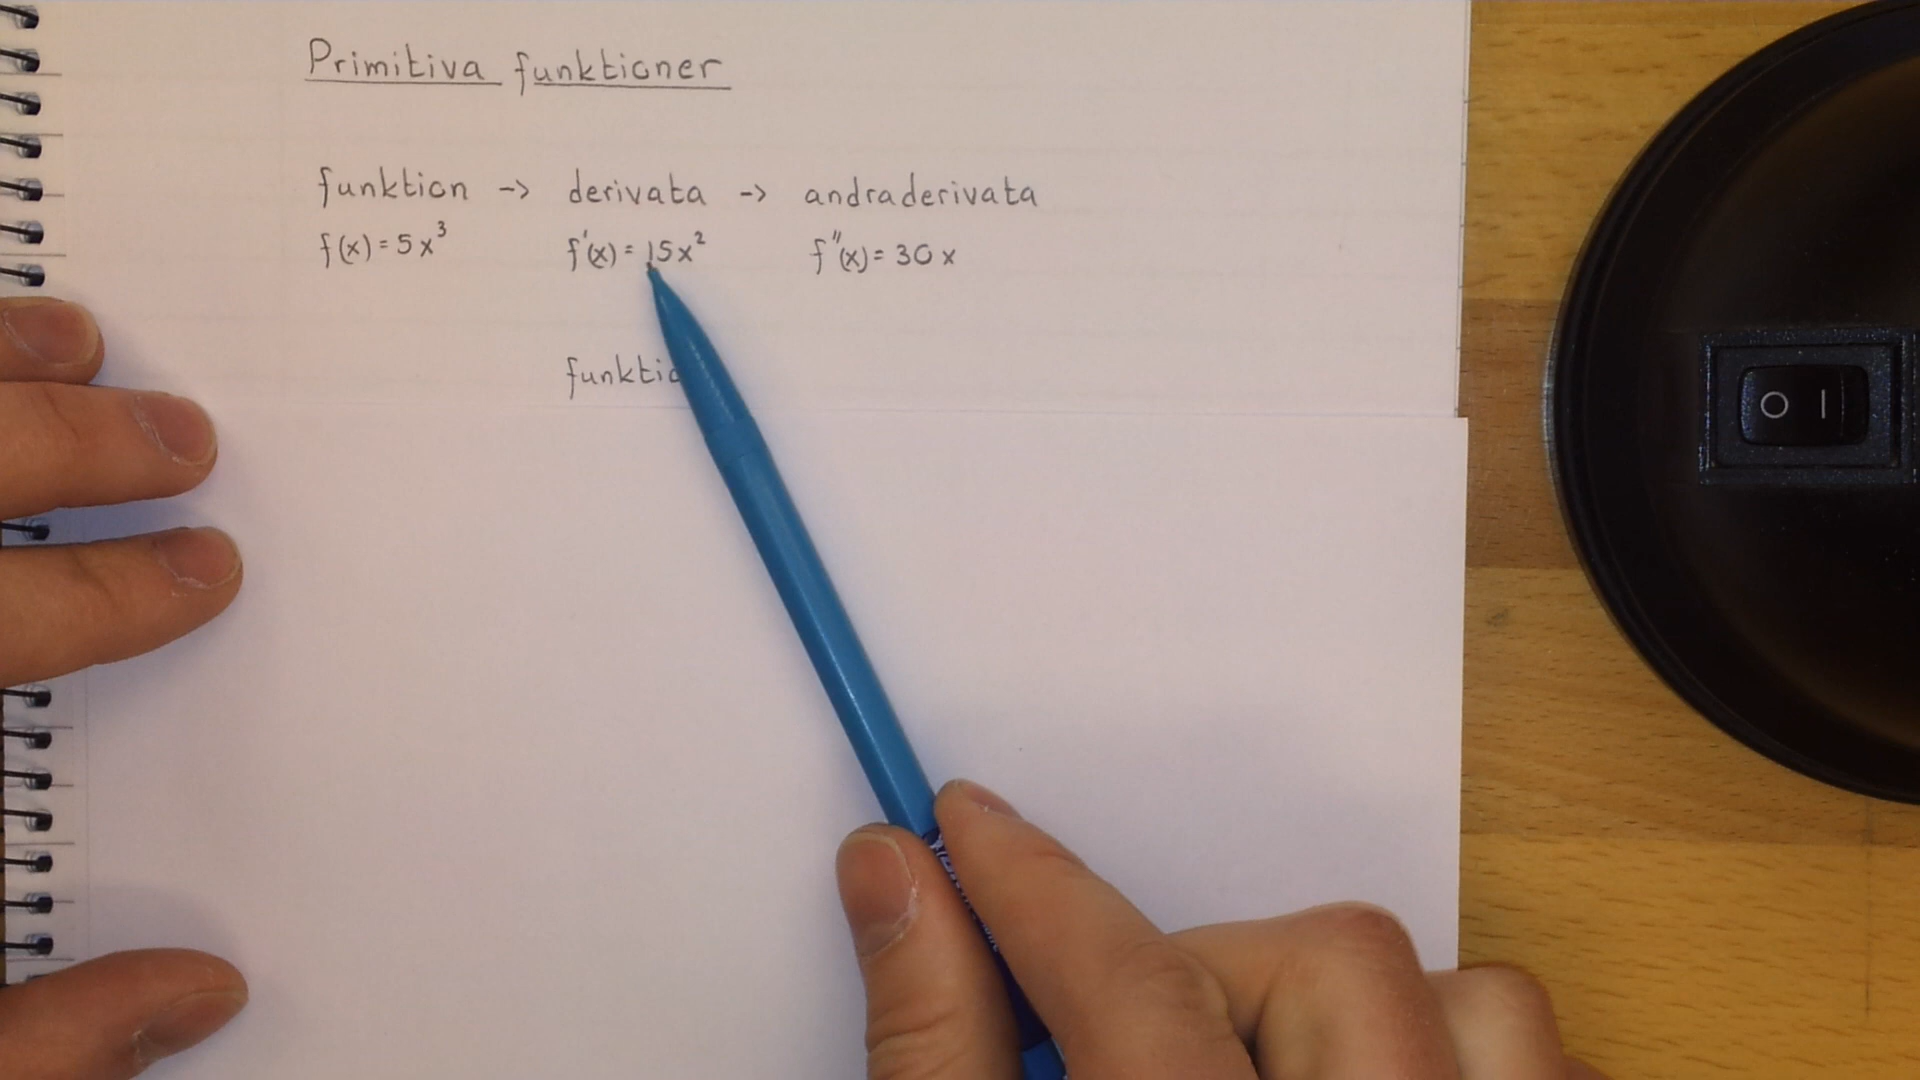 Primitiva funktioner
funktion -> derivata -> andraderivata
f(x) = 5x³ f'(x) = 15x² f''(x) = 30x
O I